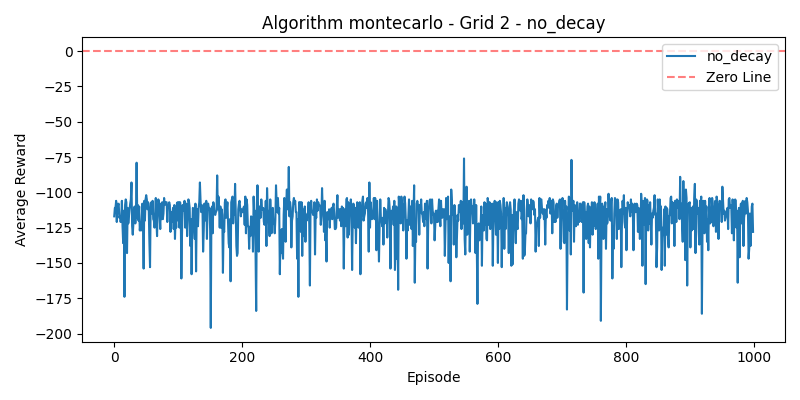 Algorithm montecarlo - Grid 2 - no_decay
no_decay
Zero Line
Average Reward
0
−25
−50
−75
−100
−125
−150
−175
−200
0 200 400 600 800 1000
Episode